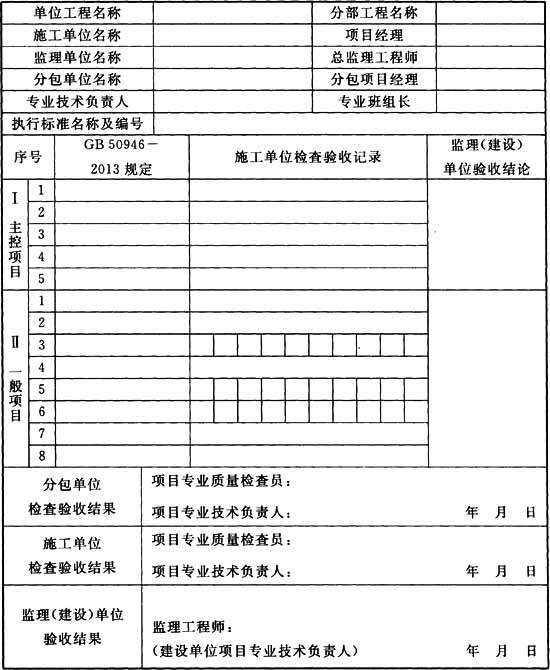 单位工程名称 分部工程名称
施工单位名称 项目经理
监理单位名称 总监理工程师
分包单位名称 分包项目经理
专业技术负责人 专业班组长
执行标准名称及编号
序号 GB 50946－ 2013 规定 施工单位检查验收记录 监理(建设) 单位验收结论
Ⅰ 主控项目
1
2
3
4
5
Ⅱ 一般项目
1
2
3
4
5
6
7
8
分包单位 检查验收结果
项目专业质量检查员：
项目专业技术负责人： 年 月 日
施工单位 检查验收结果
项目专业质量检查员：
项目专业技术负责人： 年 月 日
监理(建设)单位 验收结果
监理工程师：
(建设单位项目专业技术负责人) 年 月 日